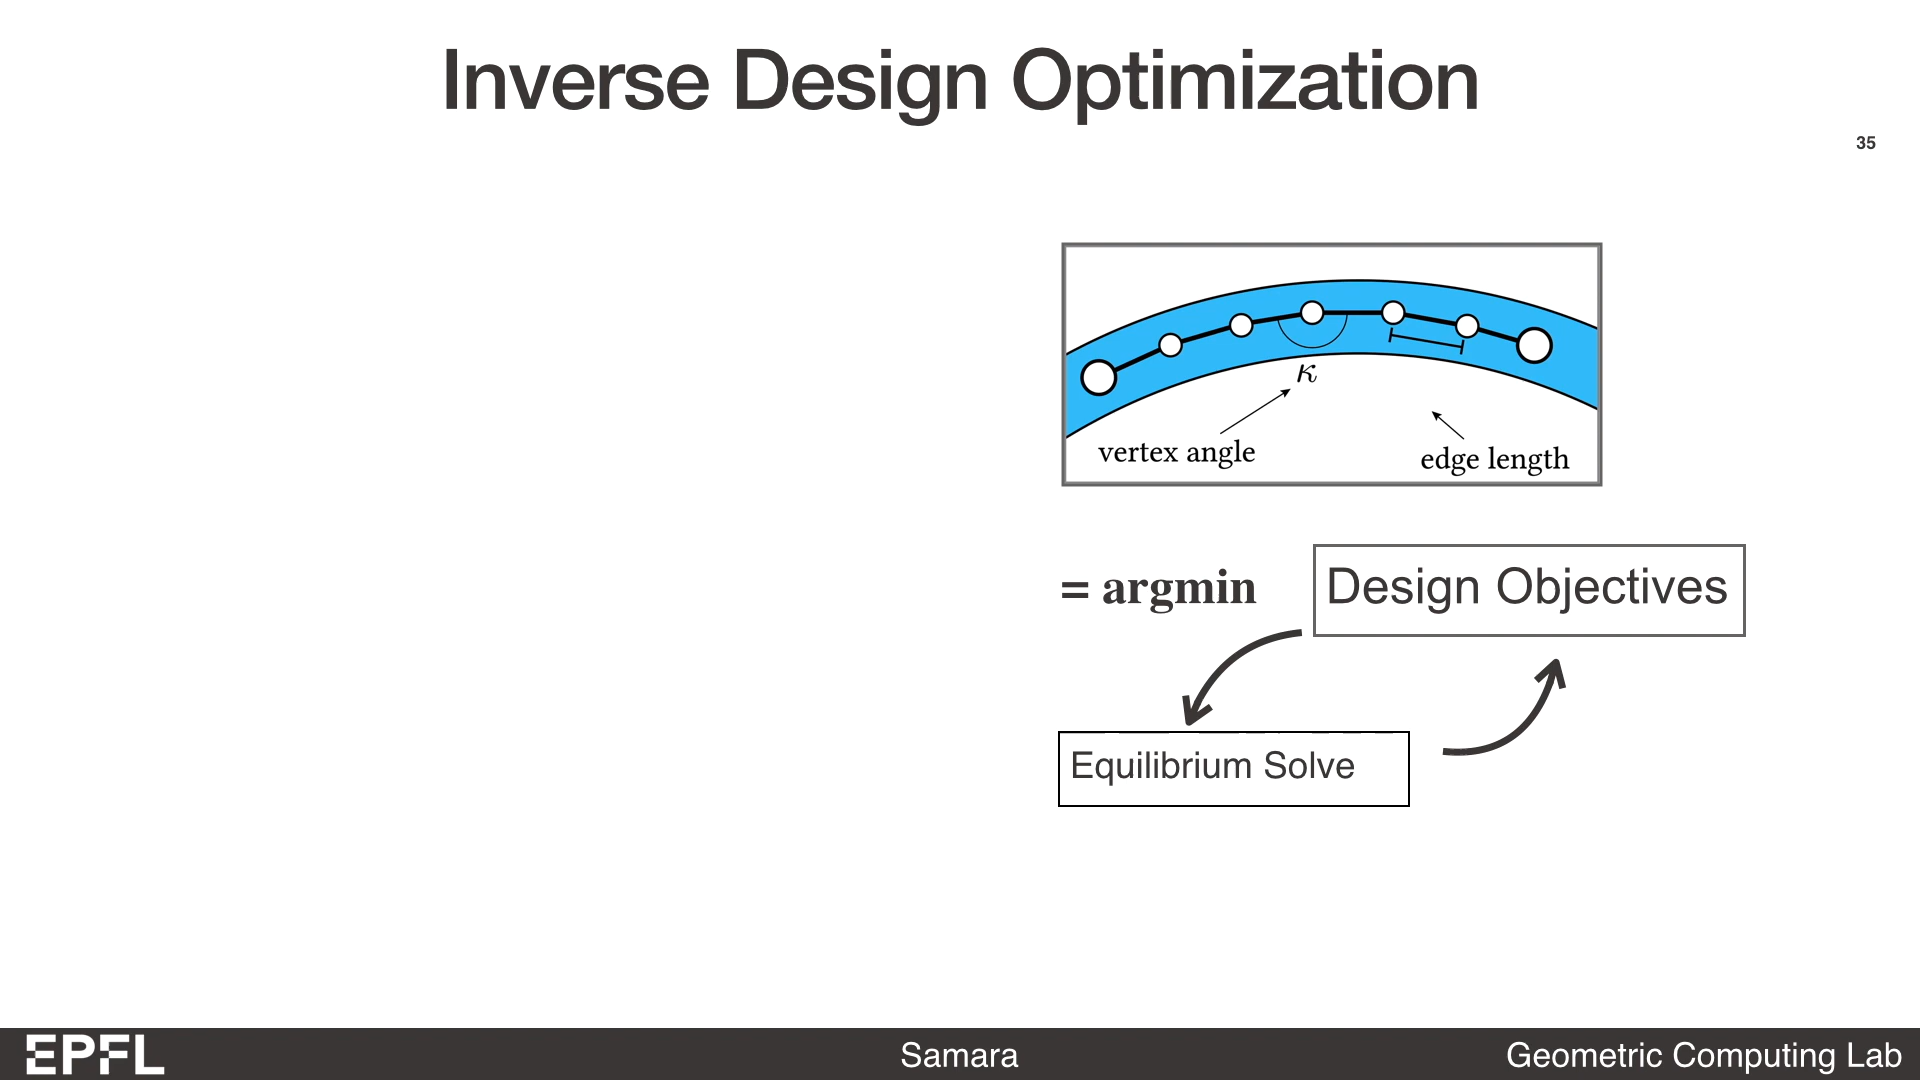 Inverse Design Optimization
35
κ
vertex angle
edge length
= argmin
Design Objectives
Equilibrium Solve
EPFL
Samara
Geometric Computing Lab